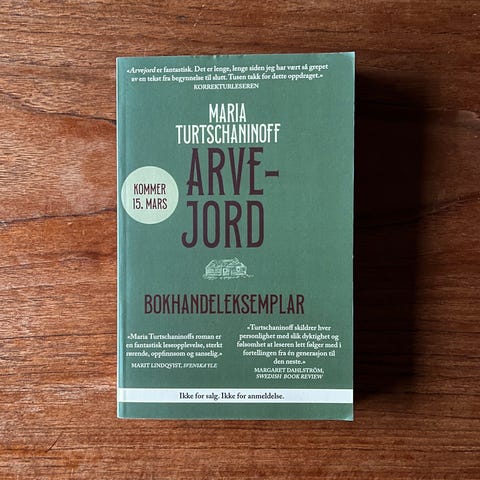 «Arvejord er fantastisk. Det er lenge, lenge siden jeg har vært så grepet
av en tekst fra begynnelse til slutt. Tusen takk for dette oppdraget.»
KORREKTURLESEREN
MARIA
TURTSCHANINOFF
ARVE-
JORD
KOMMER
15. MARS
BOKHANDELEKSEMPLAR
«Maria Turtschaninoffs roman er
en fantastisk leseopplevelse, sterkt
rørende, oppfinnsom og sanselig.»
MARIT LINDQVIST, SVENSKA YLE
«Turtschaninoff skildrer hver
personlighet med slik dyktighet og
følsomhet at leseren lett følger med i
fortellingen fra én generasjon til
den neste.»
MARGARET DAHLSTRÖM,
SWEDISH BOOK REVIEW
Ikke for salg. Ikke for anmeldelse.